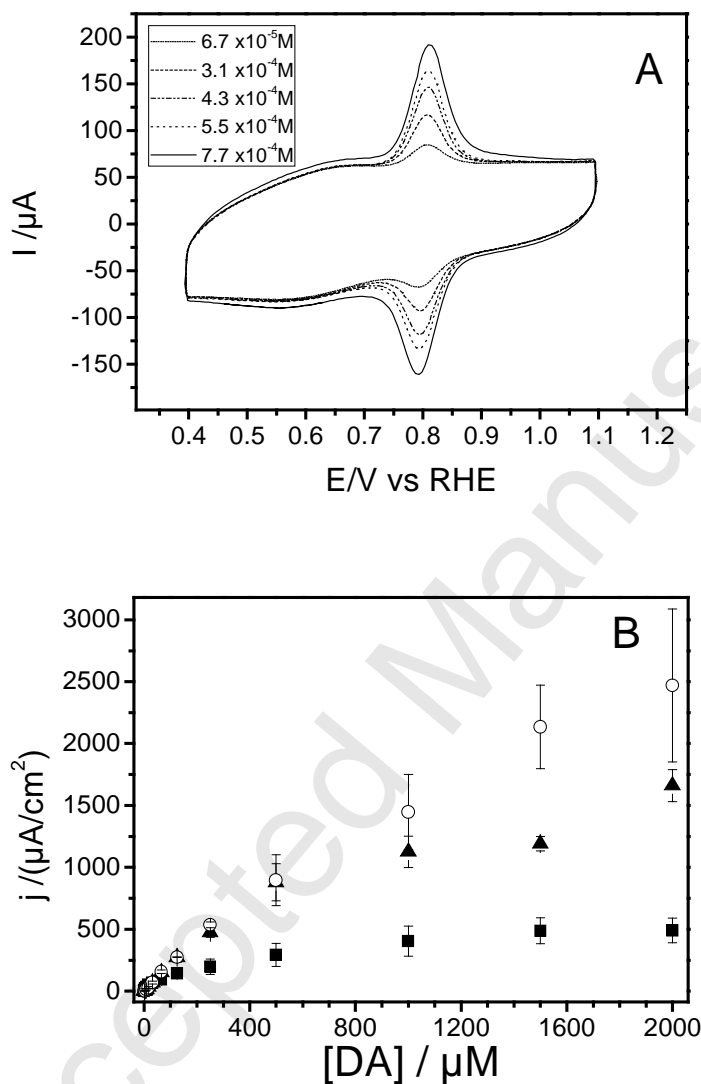 A
6.7 x10⁻⁵M
3.1 x10⁻⁴M
4.3 x10⁻⁴M
5.5 x10⁻⁴M
7.7 x10⁻⁴M
200
150
100
50
0
-50
-100
-150
I /µA
0.4 0.5 0.6 0.7 0.8 0.9 1.0 1.1 1.2
E/V vs RHE
B
3000
2500
2000
1500
1000
500
0
j /(µA/cm²)
0 400 800 1200 1600 2000
[DA] / µM
cepted Manus